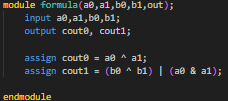 module formula(a0,a1,b0,b1,out);
input a0,a1,b0,b1;
output cout0, cout1;
assign cout0 = a0 ^ a1;
assign cout1 = (b0 ^ b1) | (a0 & a1);
endmodule